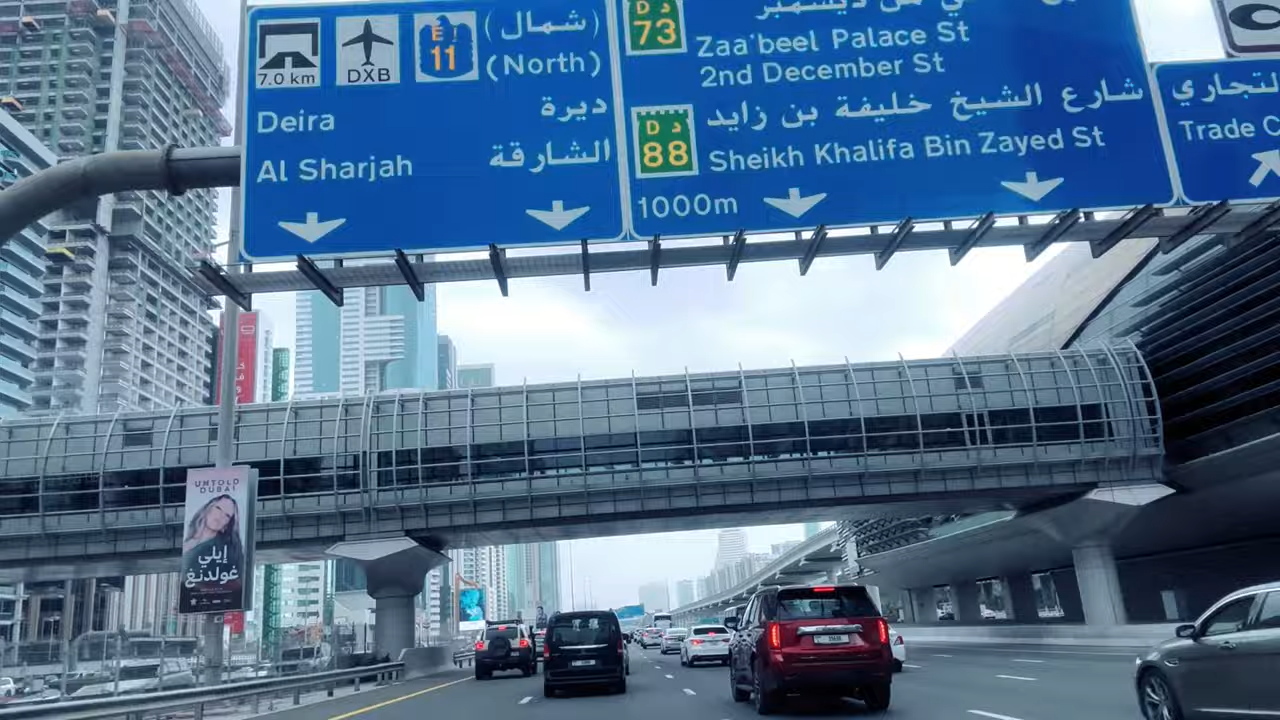 7.0 km
DXB
E
11
(شمال)
(North)
Deira
ديرة
Al Sharjah
الشارقة
D د
73
ديسمبر
Zaa'beel Palace St
2nd December St
D د
88
شارع الشيخ خليفة بن زايد
Sheikh Khalifa Bin Zayed St
1000m
التجاري
Trade
UNTOLD
DUBAI
إيلي
غولدنغ